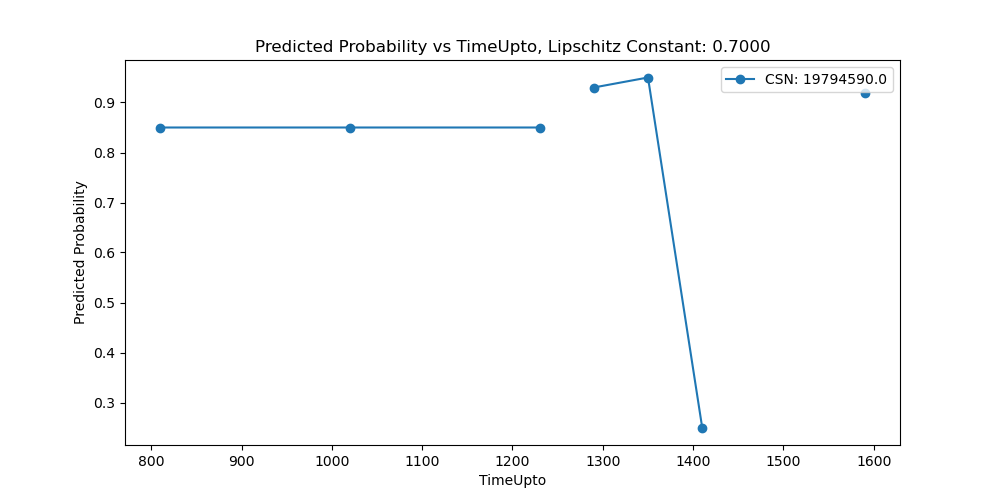 Predicted Probability vs TimeUpto, Lipschitz Constant: 0.7000
CSN: 19794590.0
Predicted Probability
0.9
0.8
0.7
0.6
0.5
0.4
0.3
800 900 1000 1100 1200 1300 1400 1500 1600
TimeUpto